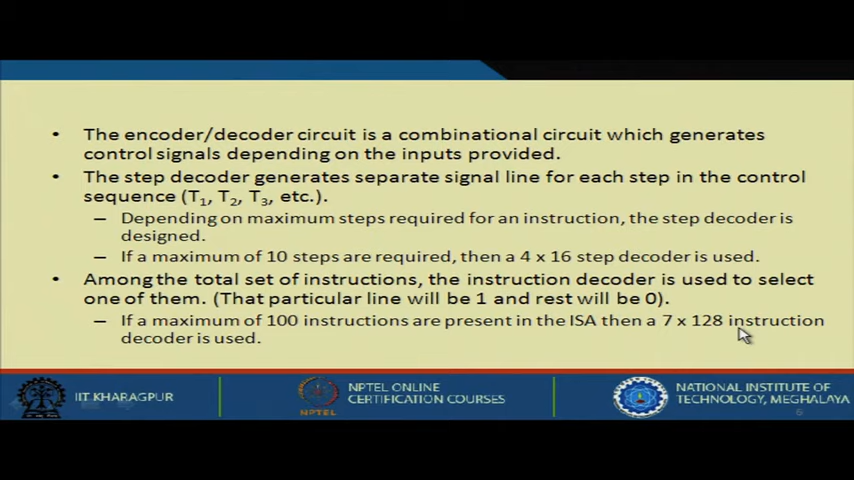 • The encoder/decoder circuit is a combinational circuit which generates
control signals depending on the inputs provided.
• The step decoder generates separate signal line for each step in the control
sequence (T1, T2, T3, etc.).
– Depending on maximum steps required for an instruction, the step decoder is
designed.
– If a maximum of 10 steps are required, then a 4 x 16 step decoder is used.
• Among the total set of instructions, the instruction decoder is used to select
one of them. (That particular line will be 1 and rest will be 0).
– If a maximum of 100 instructions are present in the ISA then a 7 x 128 instruction
decoder is used.
IIT KHARAGPUR
NPTEL
NPTEL ONLINE
CERTIFICATION COURSES
NATIONAL INSTITUTE OF
TECHNOLOGY, MEGHALAYA
6